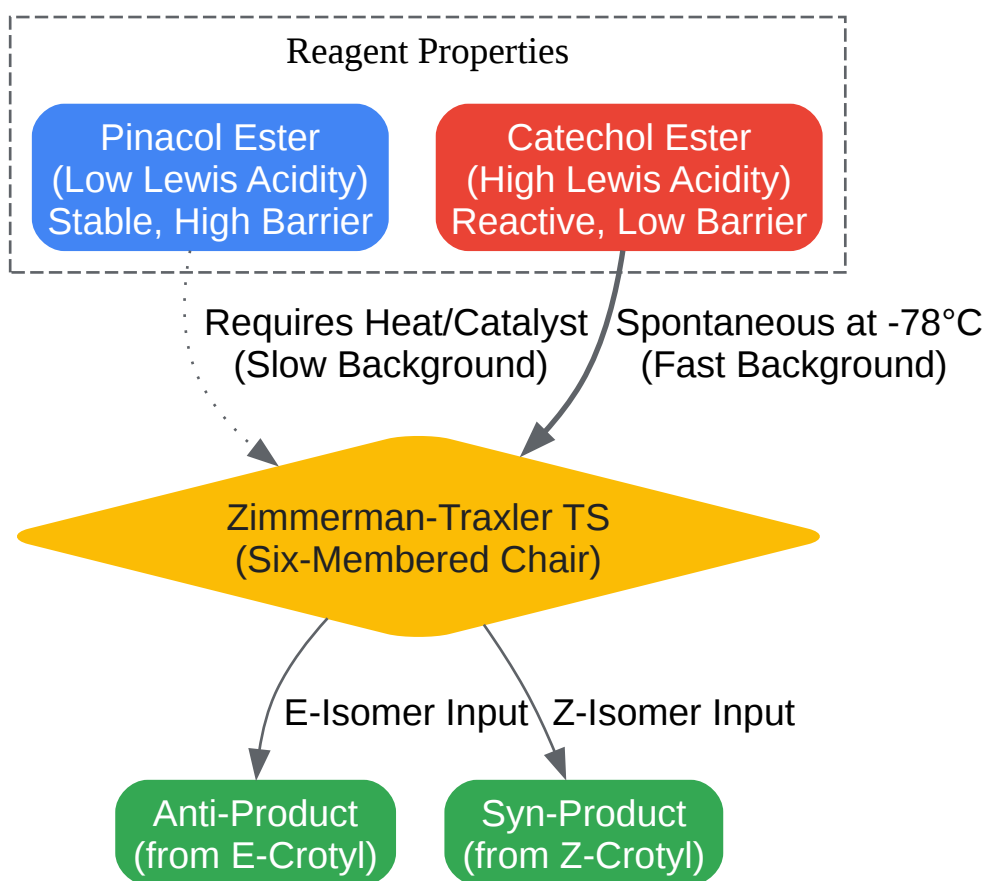 Reagent Properties
Pinacol Ester
(Low Lewis Acidity)
Stable, High Barrier
Catechol Ester
(High Lewis Acidity)
Reactive, Low Barrier
Requires Heat/Catalyst
(Slow Background)
Spontaneous at -78°C
(Fast Background)
Zimmerman-Traxler TS
(Six-Membered Chair)
E-Isomer Input
Z-Isomer Input
Anti-Product
(from E-Crotyl)
Syn-Product
(from Z-Crotyl)